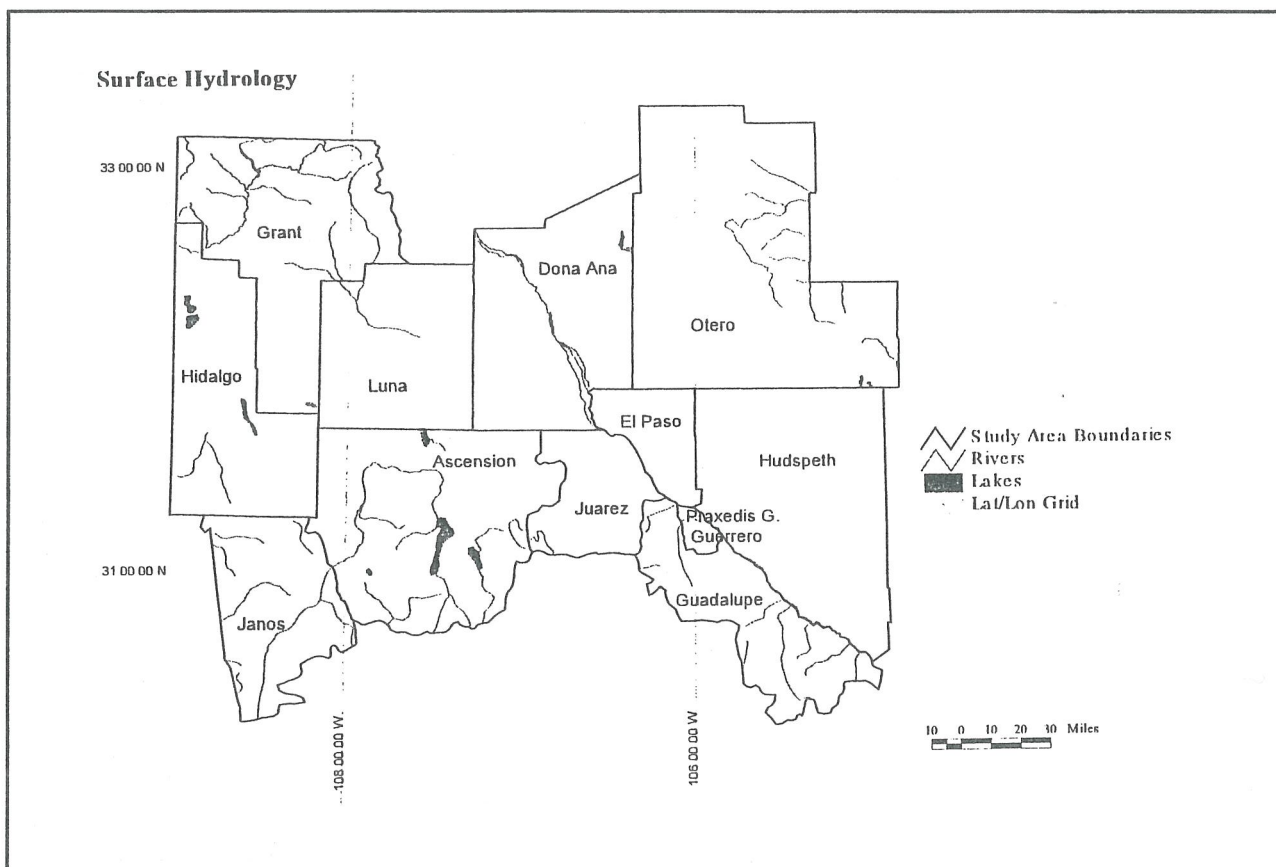 Surface Hydrology
33 00 00 N
Grant
Dona Ana
Otero
Hidalgo
Luna
El Paso
Hudspeth
Ascension
Juarez
Praxedis G.
Guerrero
31 00 00 N
Guadalupe
Janos
108 00 00 W
106 00 00 W
Study Area Boundaries
Rivers
Lakes
Lat/Lon Grid
10 0 10 20 30 Miles